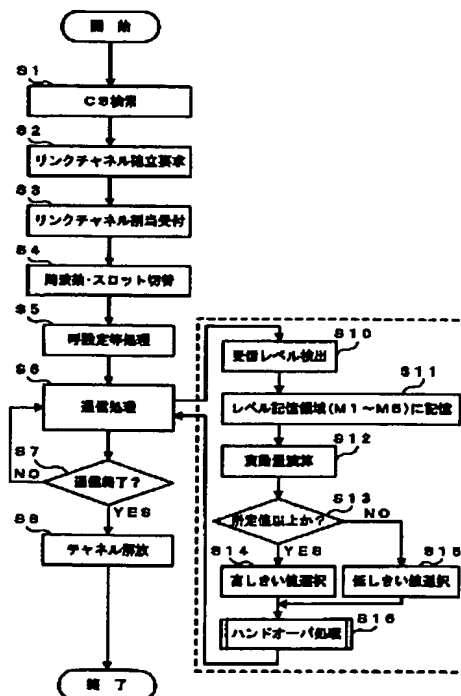 開始
S1
CS検索
S2
リンクチャネル確立要求
S3
リンクチャネル割当受付
S4
周波数・スロット切替
S5
呼設定等処理
S6
通信処理
S7
通信終了?
NO
YES
S8
チャネル解放
終了
S10
受信レベル検出
S11
レベル記憶領域(M1~M5)に記憶
S12
変動量演算
S13
所定値以上か?
NO
YES
S14
高しきい値選択
S15
低しきい値選択
S16
ハンドオーバ処理